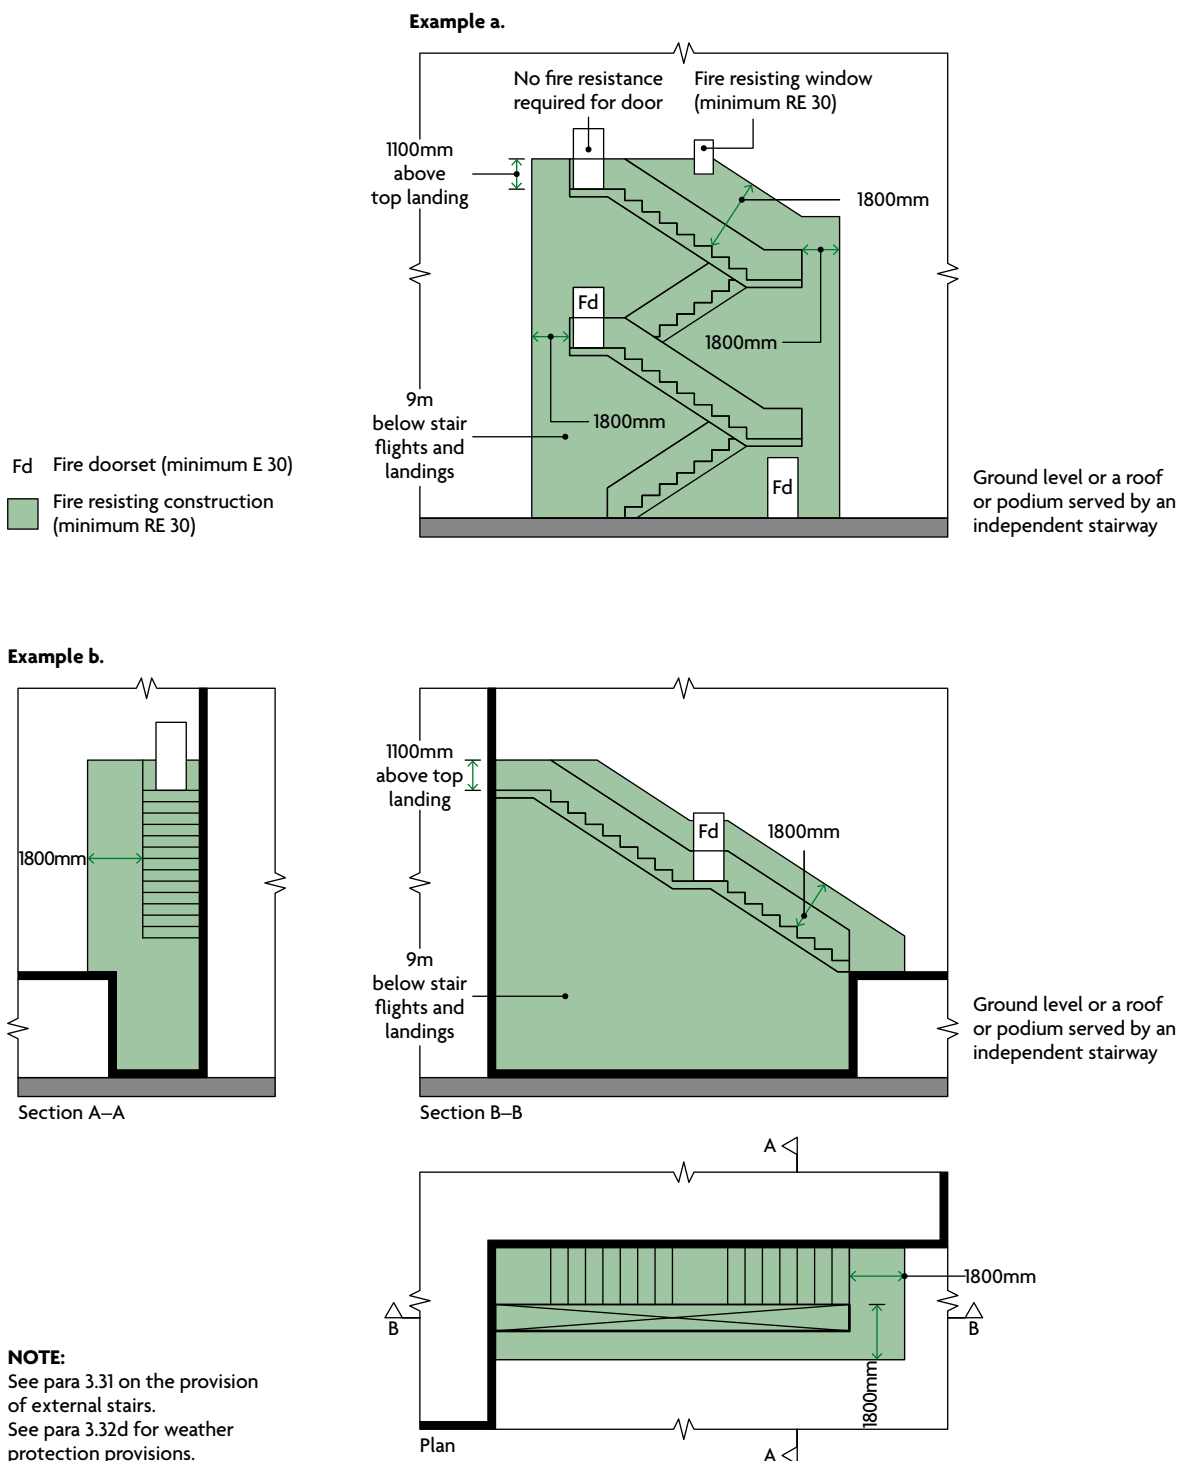 Example a.
No fire resistance
required for door
Fire resisting window
(minimum RE 30)
1100mm
above
top landing
1800mm
Fd
1800mm
9m
below stair
flights and
landings
1800mm
Fd
Fd Fire doorset (minimum E 30)
Fire resisting construction
(minimum RE 30)
Ground level or a roof
or podium served by an
independent stairway
Example b.
1800mm
Section A–A
1100mm
above top
landing
Fd
1800mm
9m
below stair
flights and
landings
Ground level or a roof
or podium served by an
independent stairway
Section B–B
A
1800mm
B
B
1800mm
Plan
A
NOTE:
See para 3.31 on the provision
of external stairs.
See para 3.32d for weather
protection provisions.